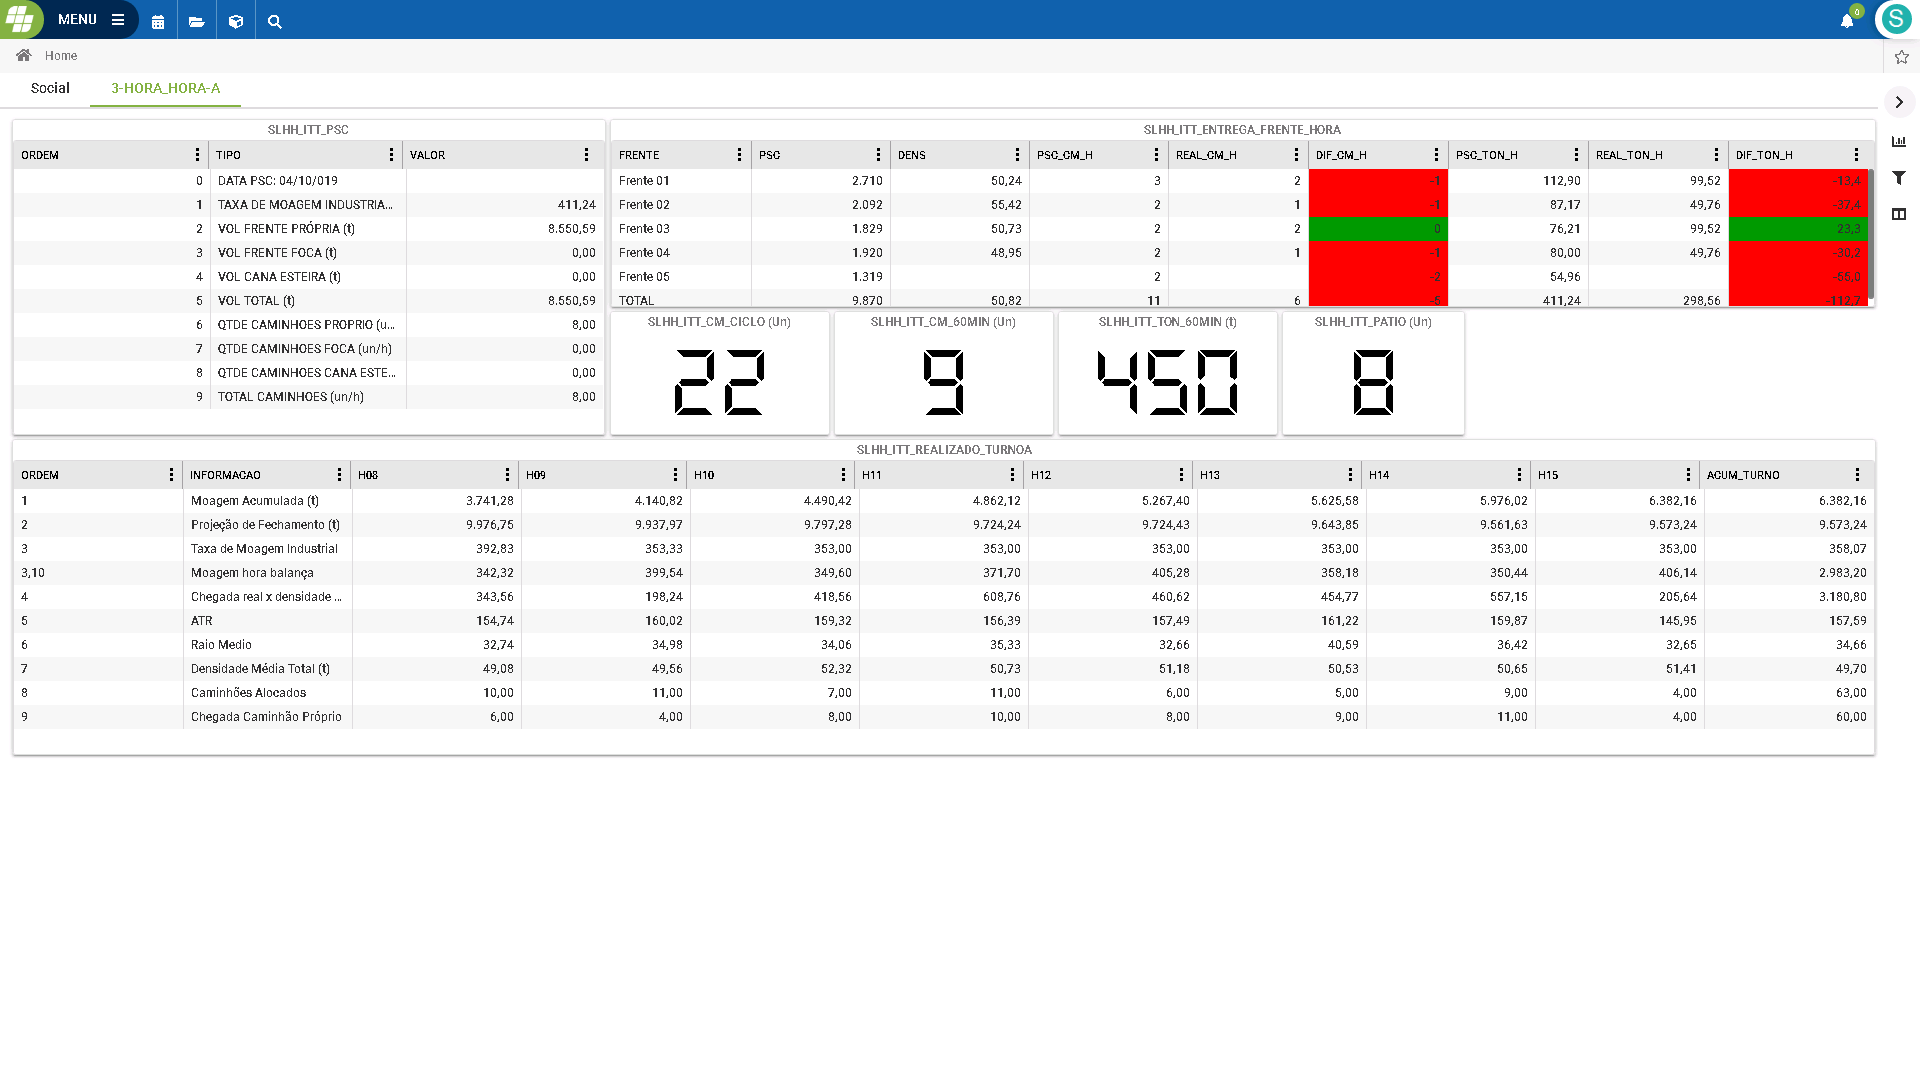 MENU
0
S
Home
Social 3-HORA_HORA-A
SLHH_ITT_PSC
ORDEM TIPO VALOR
0 DATA PSC: 04/10/019
1 TAXA DE MOAGEM INDUSTRIA... 411,24
2 VOL FRENTE PRÓPRIA (t) 8.550,59
3 VOL FRENTE FOCA (t) 0,00
4 VOL CANA ESTEIRA (t) 0,00
5 VOL TOTAL (t) 8.550,59
6 QTDE CAMINHOES PROPRIO (u... 8,00
7 QTDE CAMINHOES FOCA (un/h) 0,00
8 QTDE CAMINHOES CANA ESTE... 0,00
9 TOTAL CAMINHOES (un/h) 8,00
SLHH_ITT_ENTREGA_FRENTE_HORA
FRENTE PSC DENS PSC_CM_H REAL_CM_H DIF_CM_H PSC_TON_H REAL_TON_H DIF_TON_H
Frente 01 2.710 50,24 3 2 -1 112,90 99,52 -13,4
Frente 02 2.092 55,42 2 1 -1 87,17 49,76 -37,4
Frente 03 1.829 50,73 2 2 0 76,21 99,52 23,3
Frente 04 1.920 48,95 2 1 -1 80,00 49,76 -30,2
Frente 05 1.319 2 -2 54,96 -55,0
TOTAL 9.870 50,82 11 6 -5 411,24 298,56 -112,7
SLHH_ITT_CM_CICLO (Un)
22
SLHH_ITT_CM_60MIN (Un)
9
SLHH_ITT_TON_60MIN (t)
450
SLHH_ITT_PATIO (Un)
8
SLHH_ITT_REALIZADO_TURNOA
ORDEM INFORMACAO H08 H09 H10 H11 H12 H13 H14 H15 ACUM_TURNO
1 Moagem Acumulada (t) 3.741,28 4.140,82 4.490,42 4.862,12 5.267,40 5.625,58 5.976,02 6.382,16 6.382,16
2 Projeção de Fechamento (t) 9.976,75 9.937,97 9.797,28 9.724,24 9.724,43 9.643,85 9.561,63 9.573,24 9.573,24
3 Taxa de Moagem Industrial 392,83 353,33 353,00 353,00 353,00 353,00 353,00 353,00 358,07
3,10 Moagem hora balança 342,32 399,54 349,60 371,70 405,28 358,18 350,44 406,14 2.983,20
4 Chegada real x densidade ... 343,56 198,24 418,56 608,76 460,62 454,77 557,15 205,64 3.180,80
5 ATR 154,74 160,02 159,32 156,39 157,49 161,22 159,87 145,95 157,59
6 Raio Medio 32,74 34,98 34,06 35,33 32,66 40,59 36,42 32,65 34,66
7 Densidade Média Total (t) 49,08 49,56 52,32 50,73 51,18 50,53 50,65 51,41 49,70
8 Caminhões Alocados 10,00 11,00 7,00 11,00 6,00 5,00 9,00 4,00 63,00
9 Chegada Caminhão Próprio 6,00 4,00 8,00 10,00 8,00 9,00 11,00 4,00 60,00